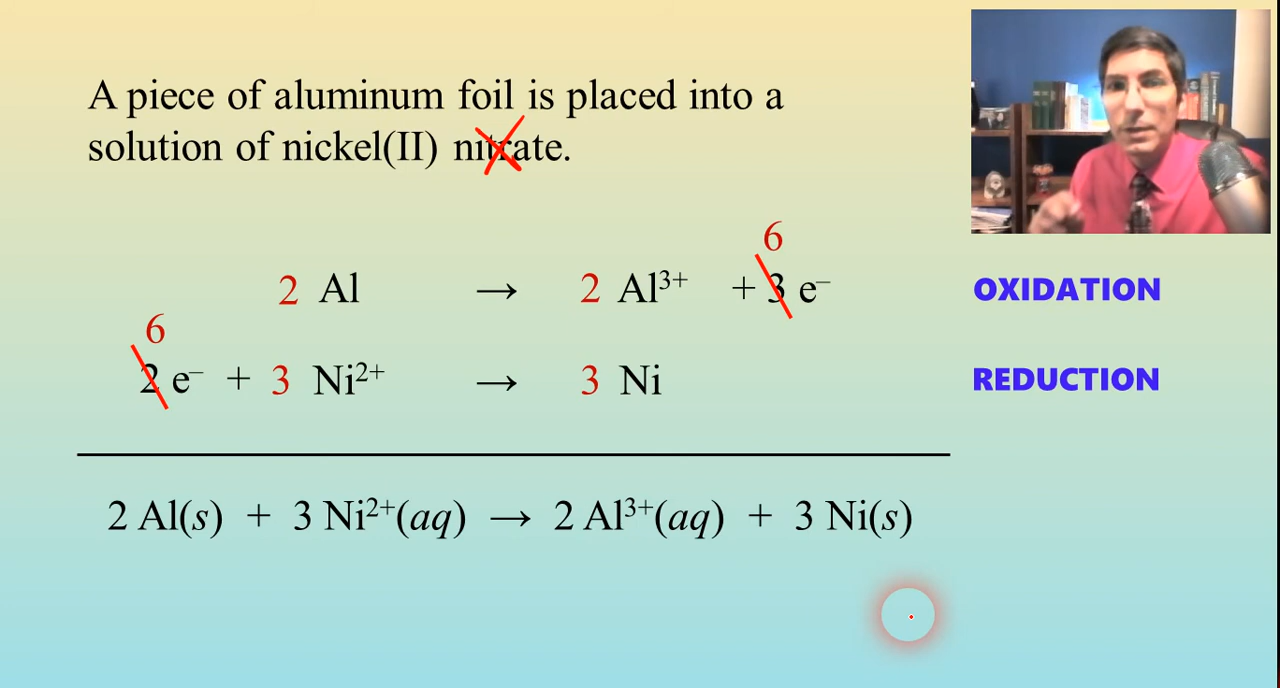 A piece of aluminum foil is placed into a
solution of nickel(II) nitrate.
6
2 Al → 2 Al³⁺ + 3 e⁻ OXIDATION
6
2 e⁻ + 3 Ni²⁺ → 3 Ni REDUCTION
2 Al(s) + 3 Ni²⁺(aq) → 2 Al³⁺(aq) + 3 Ni(s)